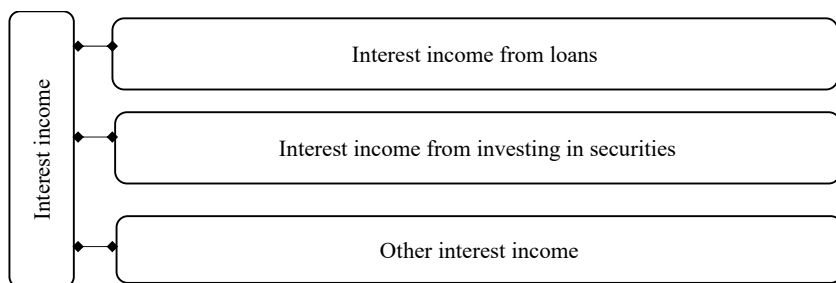 Interest income
Interest income from loans
Interest income from investing in securities
Other interest income